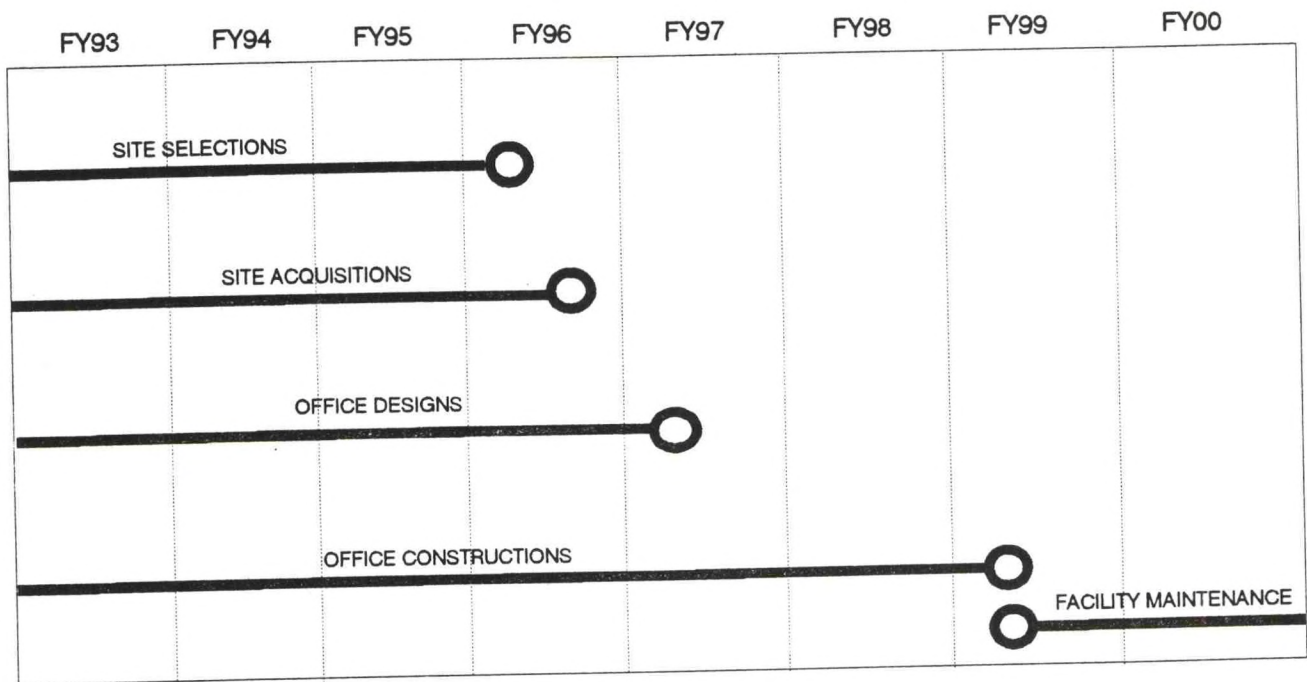 FY93 FY94 FY95 FY96 FY97 FY98 FY99 FY00
SITE SELECTIONS
SITE ACQUISITIONS
OFFICE DESIGNS
OFFICE CONSTRUCTIONS
FACILITY MAINTENANCE